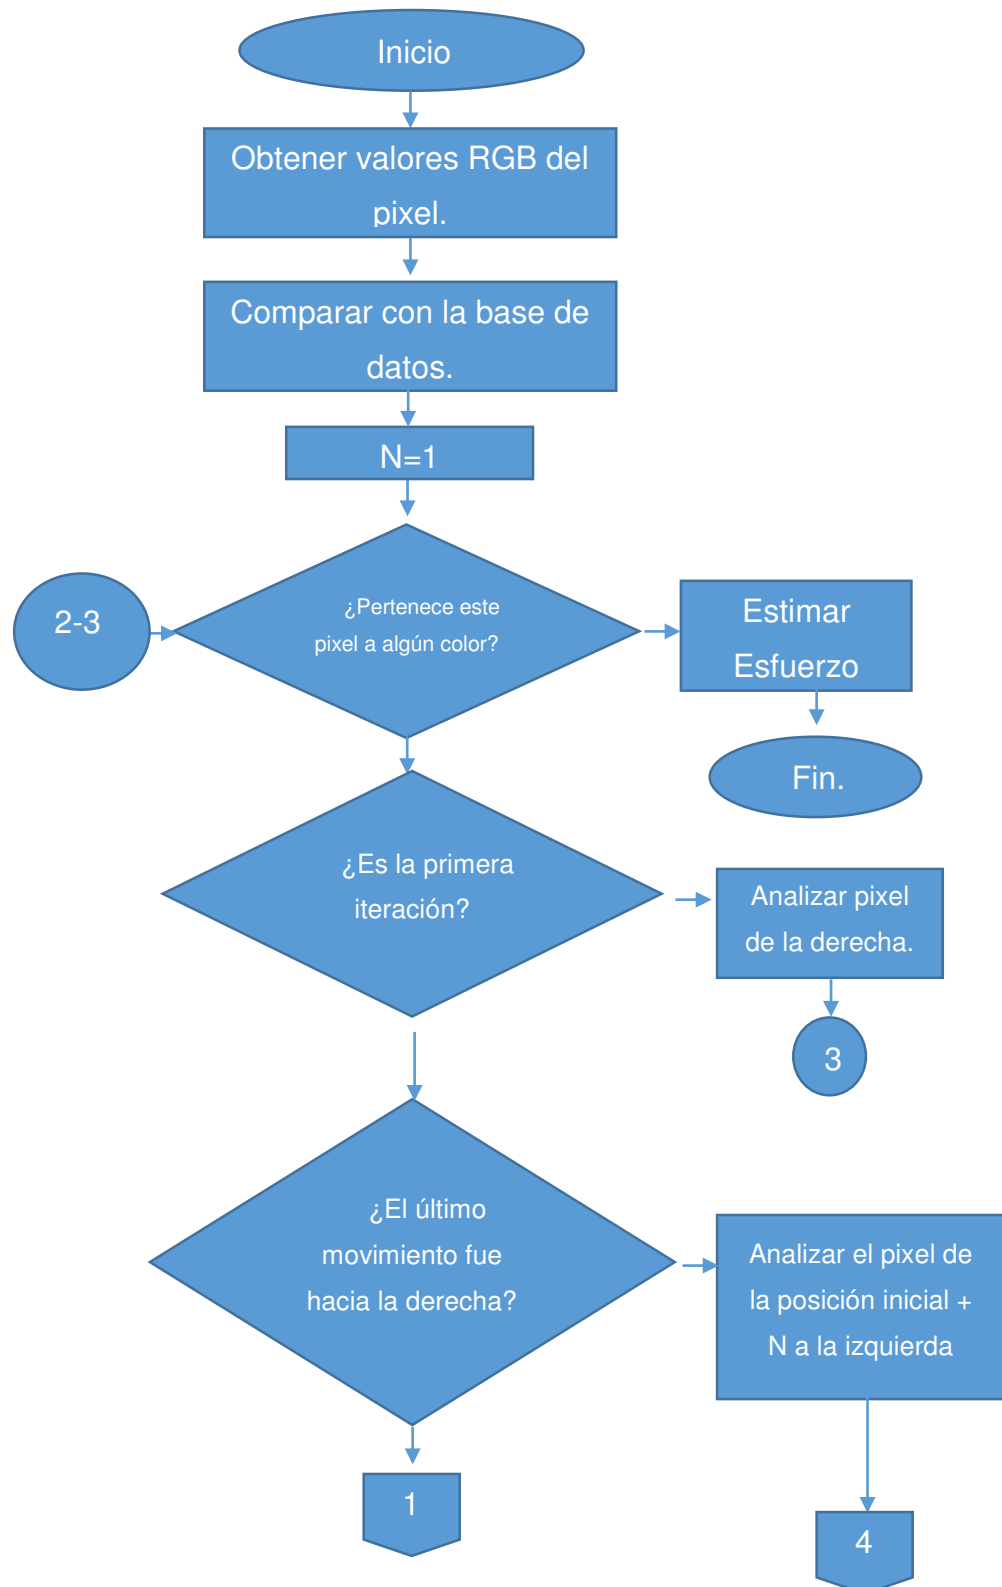 Inicio
Obtener valores RGB del
pixel.
Comparar con la base de
datos.
N=1
2-3
¿Pertenece este
pixel a algún color?
Estimar
Esfuerzo
Fin.
¿Es la primera
iteración?
Analizar pixel
de la derecha.
3
¿El último
movimiento fue
hacia la derecha?
Analizar el pixel de
la posición inicial +
N a la izquierda
1
4